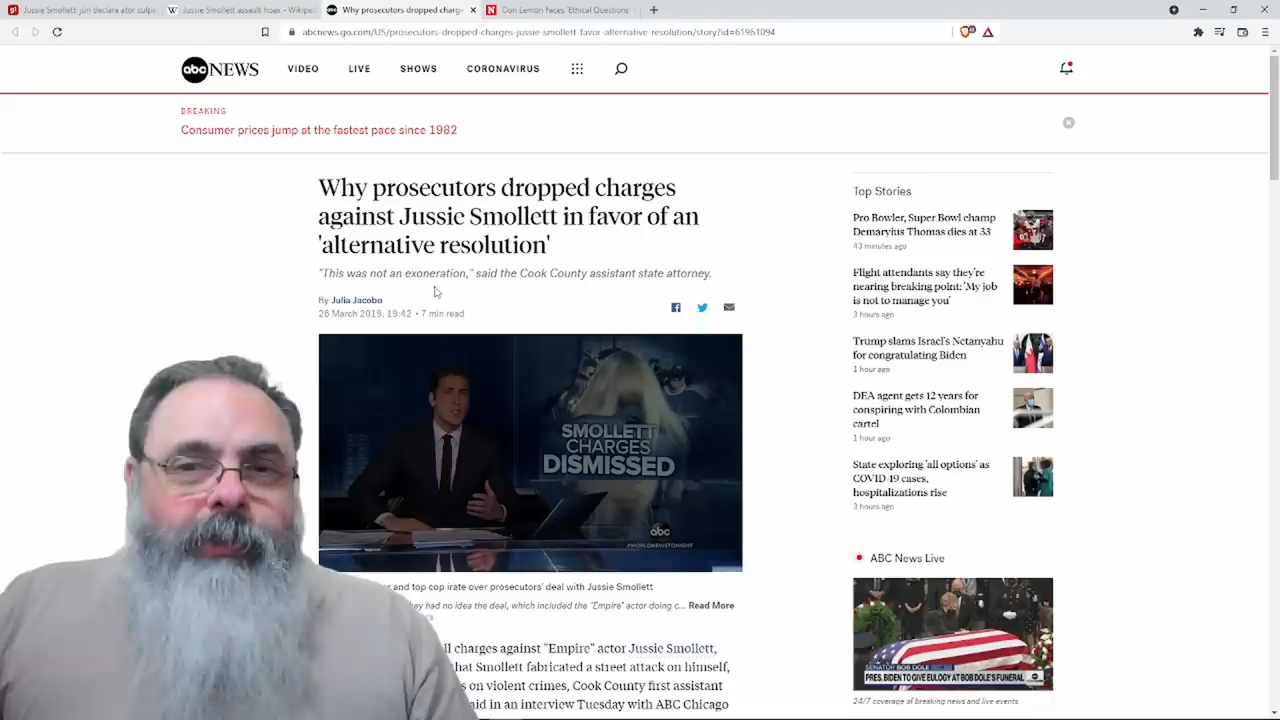 Jussie Smollett: juri declarator culp
Jussie Smollett assault hoax - Wikipe
Why prosecutors dropped charge
Don Lemon Faces 'Ethical Questions'
abcnews.go.com/US/prosecutors-dropped-charges-jussie-smollett-favor-alternative-resolution/story?id=61961094
abc NEWS
VIDEO
LIVE
SHOWS
CORONAVIRUS
BREAKING
Consumer prices jump at the fastest pace since 1982
Why prosecutors dropped charges
against Jussie Smollett in favor of an
'alternative resolution'
"This was not an exoneration," said the Cook County assistant state attorney.
By Julia Jacobo
26 March 2019, 19:42 • 7 min read
SMOLLETT
CHARGES
DISMISSED
abc
#WORLDNEWSTONIGHT
and top cop irate over prosecutors' deal with Jussie Smollett
hey had no idea the deal, which included the "Empire" actor doing c... Read More
ll charges against "Empire" actor Jussie Smollett,
hat Smollett fabricated a street attack on himself,
s on violent crimes, Cook County first assistant
aid in an interview Tuesday with ABC Chicago
Top Stories
Pro Bowler, Super Bowl champ
Demaryius Thomas dies at 33
43 minutes ago
Flight attendants say they're
nearing breaking point: 'My job
is not to manage you'
3 hours ago
Trump slams Israel's Netanyahu
for congratulating Biden
1 hour ago
DEA agent gets 12 years for
conspiring with Colombian
cartel
1 hour ago
State exploring 'all options' as
COVID-19 cases,
hospitalizations rise
3 hours ago
ABC News Live
SENATOR BOB DOLE
PRES. BIDEN TO GIVE EULOGY AT BOB DOLE'S FUNERAL
24/7 coverage of breaking news and live events